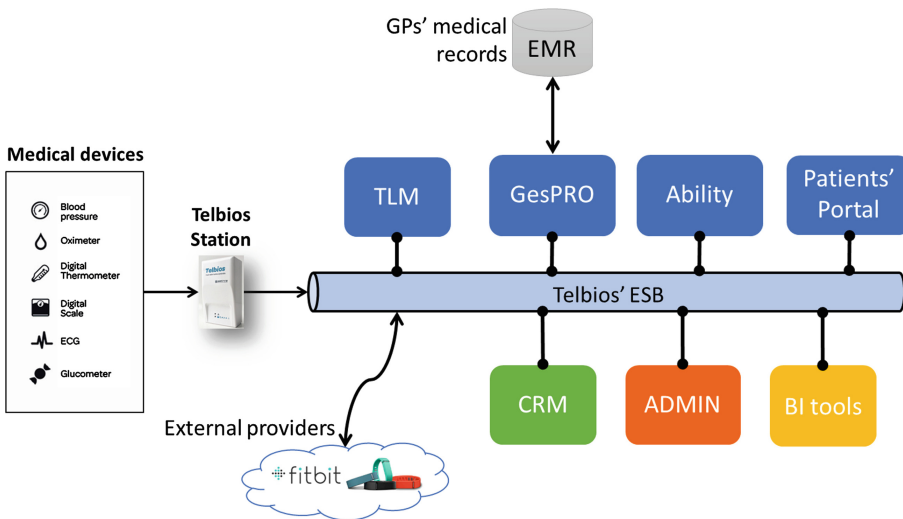 GPs' medical
records
EMR
Medical devices
Blood
pressure
Oximeter
Digital
Thermometer
Digital
Scale
ECG
Glucometer
Telbios
Station
Telbios
TLM
GesPRO
Ability
Patients'
Portal
Telbios' ESB
CRM
ADMIN
BI tools
External providers
fitbit